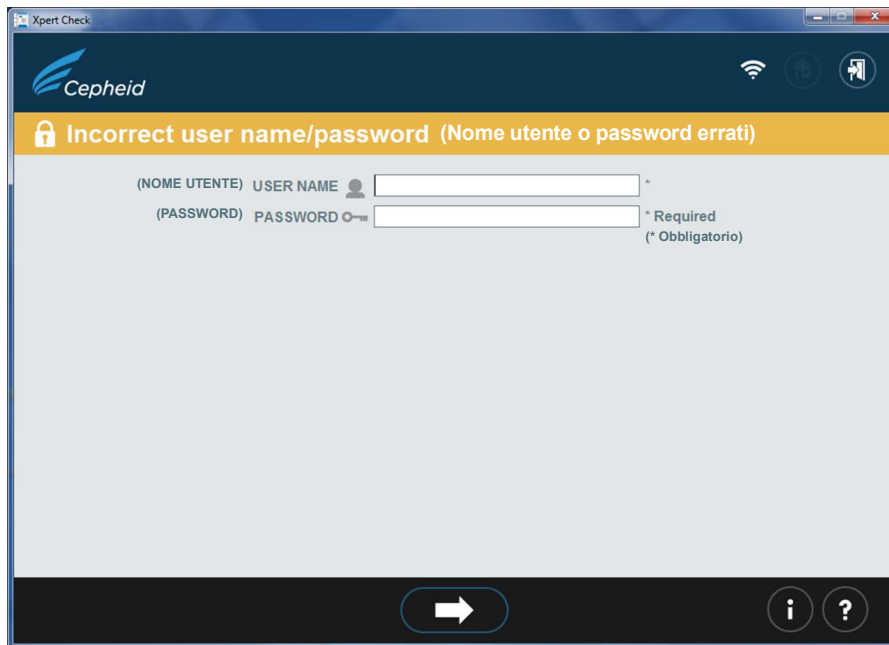 Xpert Check
Cepheid
Incorrect user name/password (Nome utente o password errati)
(NOME UTENTE) USER NAME *
(PASSWORD) PASSWORD * Required
(* Obbligatorio)
i ?